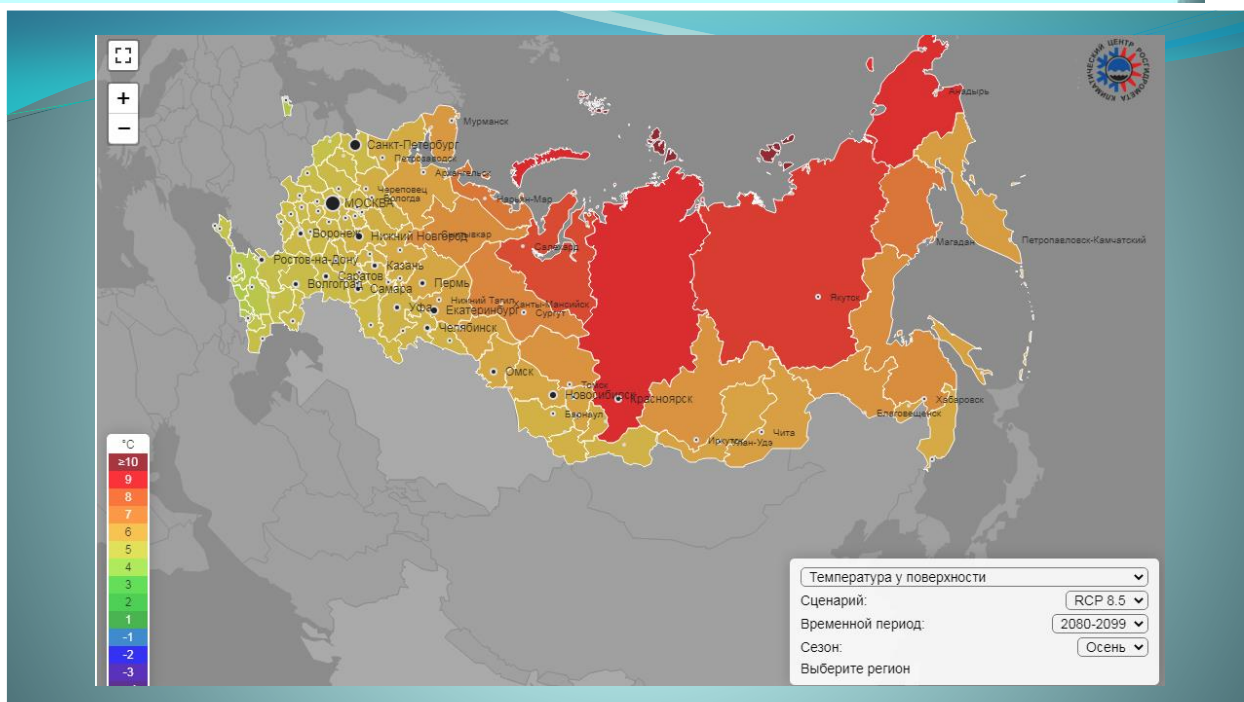 КЛИМАТИЧЕСКИЙ ЦЕНТР РОСГИДРОМЕТА
+
−
Анадырь
Мурманск
Санкт-Петербург
Петрозаводск
Архангельск
Череповец
Вологда
Нарьян-Мар
МОСКВА
Воронеж
Нижний Новгород
Сыктывкар
Салехард
Магадан
Петропавловск-Камчатский
Ростов-на-Дону
Казань
Саратов
Волгоград
Самара
Пермь
Якутск
Нижний Тагил
Ханты-Мансийск
Уфа
Екатеринбург
Сургут
Челябинск
Омск
Томск
Новосибирск
Красноярск
Хабаровск
Барнаул
Благовещенск
Чита
Иркутск
Улан-Удэ
°C
≥10
9
8
7
6
5
4
3
2
1
-1
-2
-3
Температура у поверхности
Сценарий: RCP 8.5
Временной период: 2080-2099
Сезон: Осень
Выберите регион